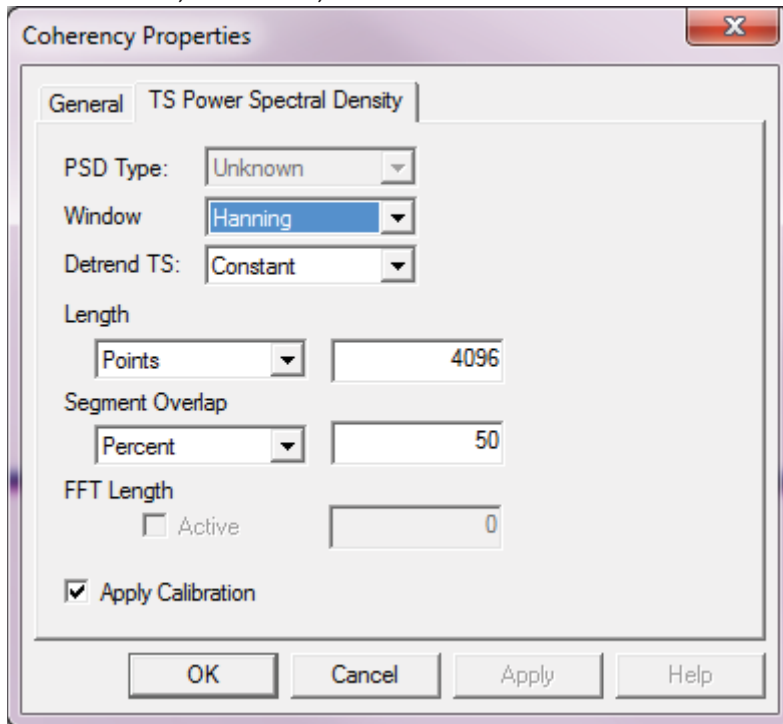 Coherency Properties
General TS Power Spectral Density
PSD Type: Unknown
Window Hanning
Detrend TS: Constant
Length
Points 4096
Segment Overlap
Percent 50
FFT Length
Active 0
Apply Calibration
OK Cancel Apply Help